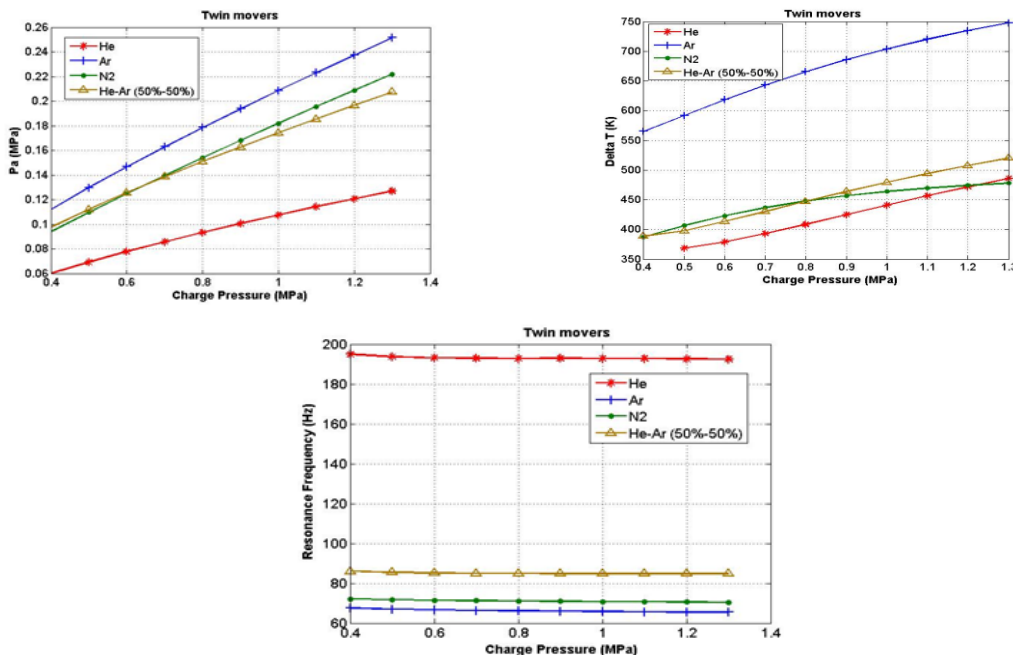 Twin movers
0.26
0.24
0.22
0.2
0.18
0.16
0.14
0.12
0.1
0.08
0.06
Pa (MPa)
He
Ar
N2
He-Ar (50%-50%)
0.4 0.6 0.8 1.0 1.2 1.4
Charge Pressure (MPa)
Twin movers
750
700
650
600
550
500
450
400
350
Delta T (K)
He
Ar
N2
He-Ar (50%-50%)
0.4 0.5 0.6 0.7 0.8 0.9 1.0 1.1 1.2 1.3
Charge Pressure (MPa)
Twin movers
200
180
160
140
120
100
80
60
Resonance Frequency (Hz)
He
Ar
N2
He-Ar (50%-50%)
0.4 0.6 0.8 1 1.2 1.4
Charge Pressure (MPa)